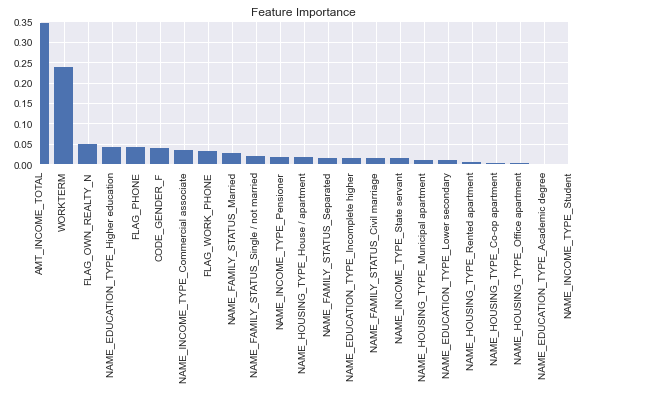 Feature Importance
0.35
0.30
0.25
0.20
0.15
0.10
0.05
0.00
AMT_INCOME_TOTAL
WORKTERM
FLAG_OWN_REALTY_N
NAME_EDUCATION_TYPE_Higher education
FLAG_PHONE
CODE_GENDER_F
NAME_INCOME_TYPE_Commercial associate
FLAG_WORK_PHONE
NAME_FAMILY_STATUS_Married
NAME_FAMILY_STATUS_Single / not married
NAME_INCOME_TYPE_Pensioner
NAME_HOUSING_TYPE_House / apartment
NAME_FAMILY_STATUS_Separated
NAME_EDUCATION_TYPE_Incomplete higher
NAME_FAMILY_STATUS_Civil marriage
NAME_INCOME_TYPE_State servant
NAME_HOUSING_TYPE_Municipal apartment
NAME_EDUCATION_TYPE_Lower secondary
NAME_HOUSING_TYPE_Rented apartment
NAME_HOUSING_TYPE_Co-op apartment
NAME_HOUSING_TYPE_Office apartment
NAME_EDUCATION_TYPE_Academic degree
NAME_INCOME_TYPE_Student